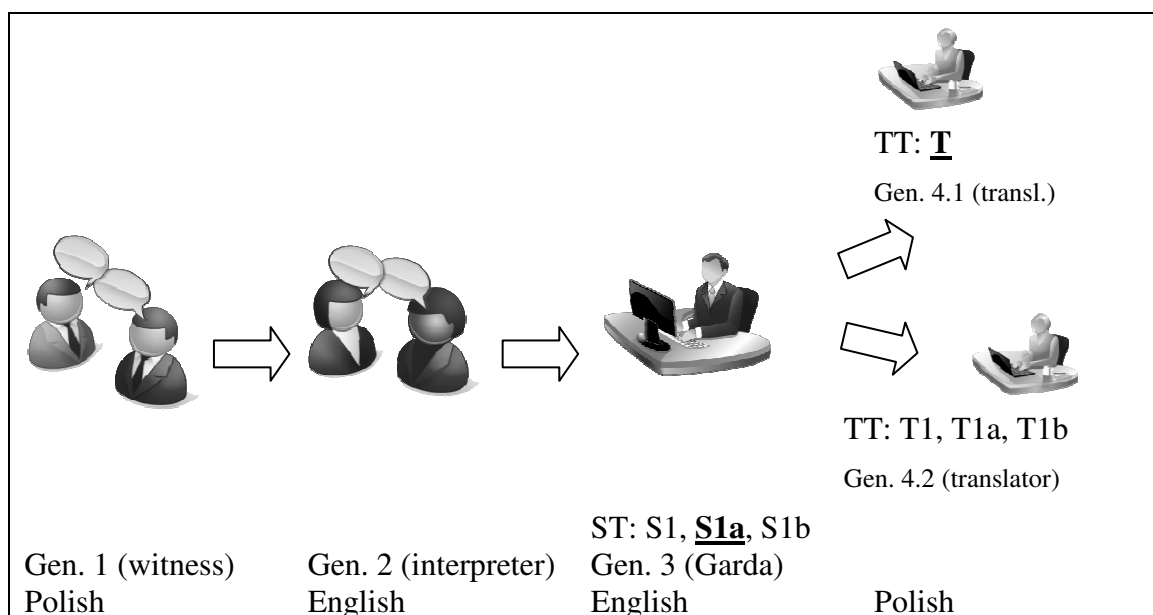 TT: T
Gen. 4.1 (transl.)
TT: T1, T1a, T1b
Gen. 4.2 (translator)
ST: S1, S1a, S1b
Gen. 1 (witness) Gen. 2 (interpreter) Gen. 3 (Garda)
Polish English English Polish